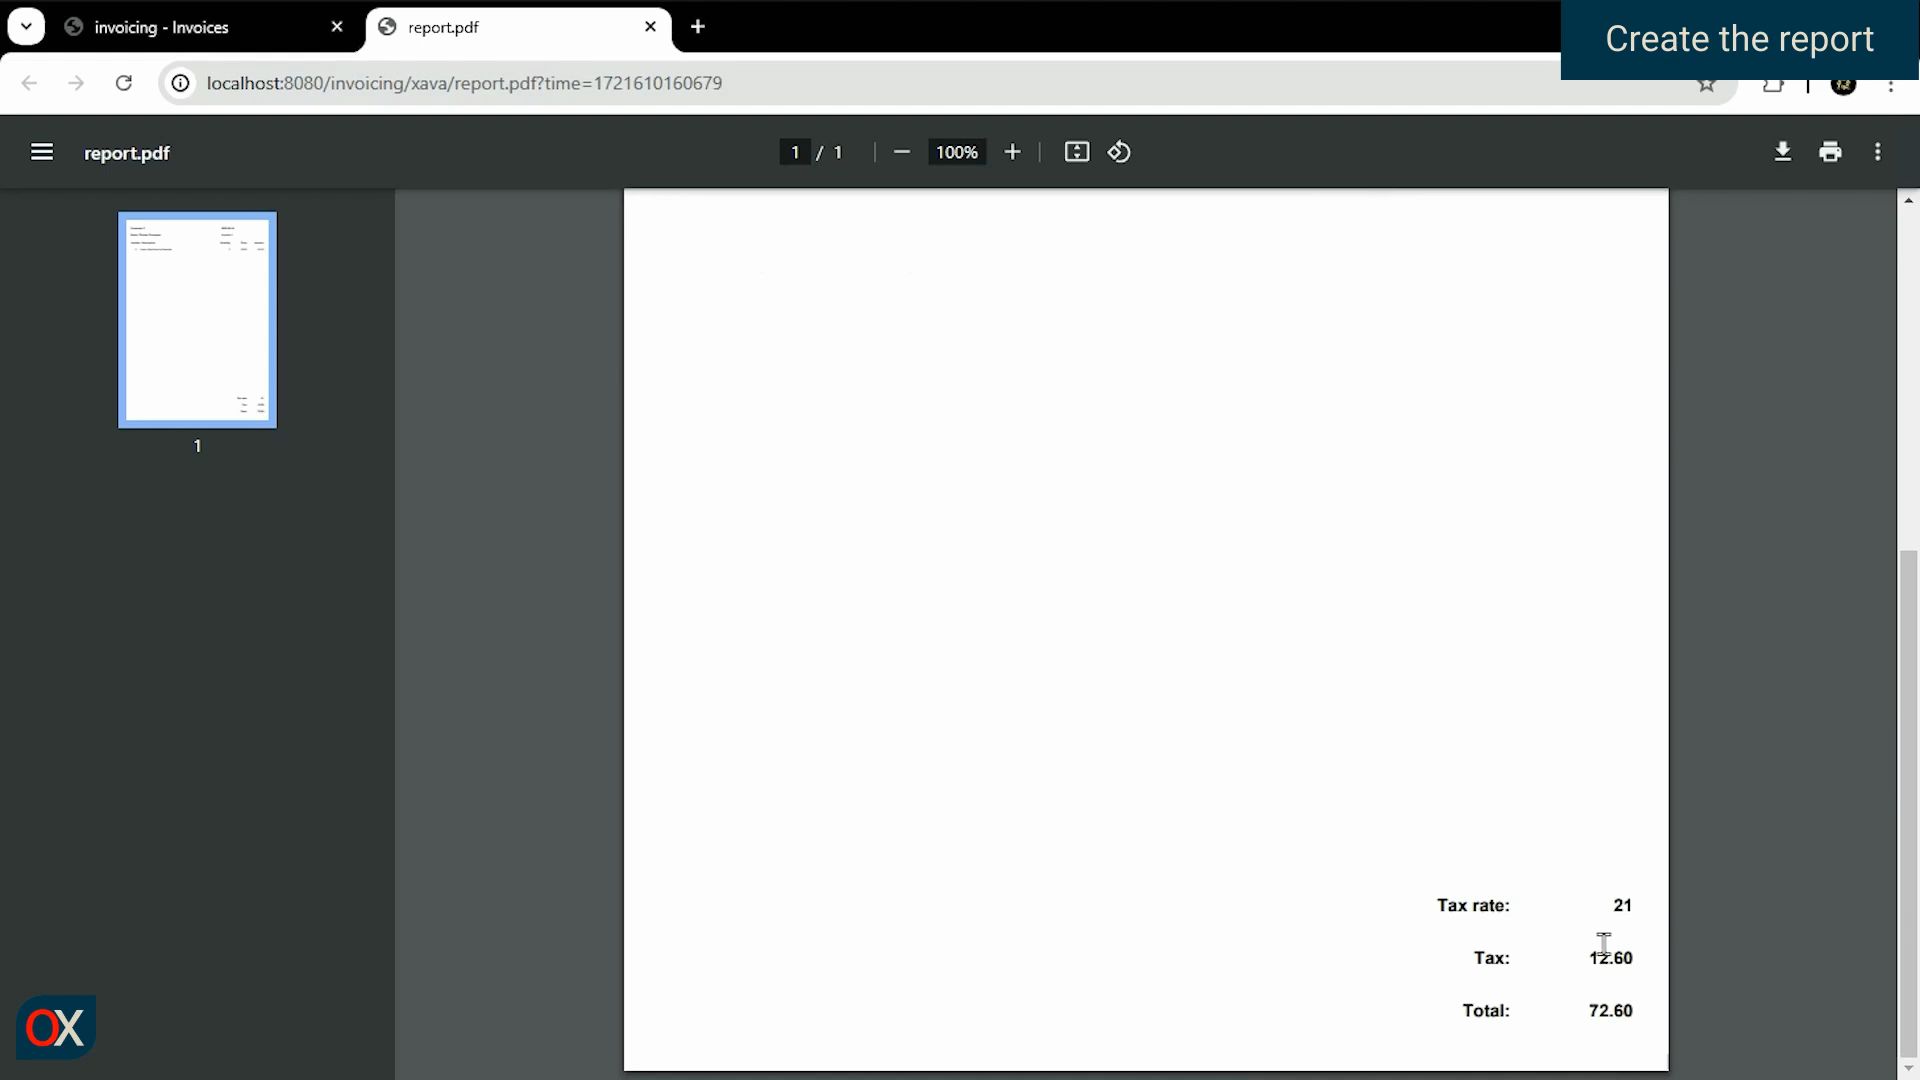 invoicing - Invoices
report.pdf
Create the report
localhost:8080/invoicing/xava/report.pdf?time=1721610160679
report.pdf
1 / 1
100%
1
Tax rate: 21
Tax: 12.60
Total: 72.60
OX